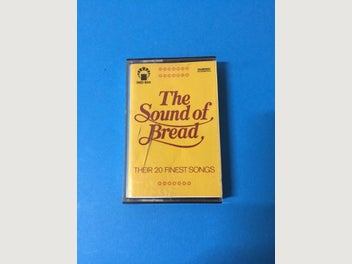 The
Sound of
Bread
THEIR 20 FINEST SONGS